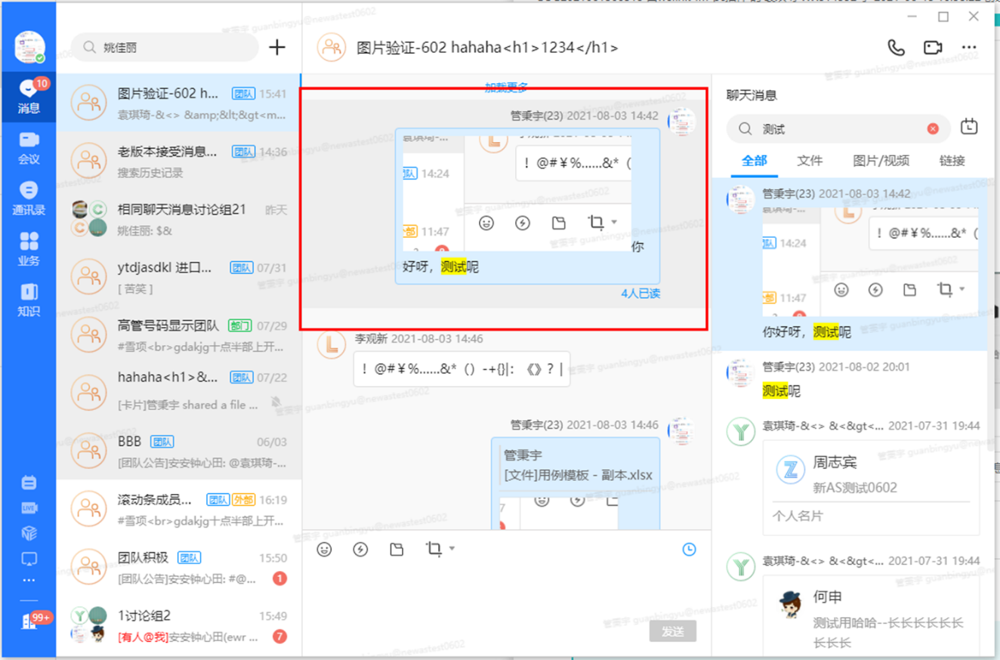 姚佳丽
图片验证-602 hahaha<h1>1234</h1>
10
消息
会议
通讯录
业务
知识
LIVE
99+
图片验证-602 h... 团队 15:41
袁琪琦-&<> &amp;&lt;&gt<m...
老版本接受消息... 团队 14:36
搜索历史记录
相同聊天消息讨论组21 昨天
姚佳丽: $&
ytdjasdkl 进口... 团队 07/31
[ 苦笑 ]
高管号码显示团队 部门 07/29
#雪项<br>gdakjg十点半部上开...
hahaha<h1>&... 团队 07/22
[卡片]管秉宇 shared a file ...
BBB 团队 06/03
[团队公告]安安钟心田: @袁琪琦-...
滚动条成员... 团队 外部 16:19
#雪项<br>gdakjg十点半部上开...
团队积极 团队 15:50
[团队公告]安安钟心田: #@...
1
1讨论组2 15:49
[有人@我]安安钟心田(ewr ...
7
加载更多
管秉宇(23) 2021-08-03 14:42
14:24
！@#￥%……&*（
11:47
你
好呀，测试呢
4人已读
李观新 2021-08-03 14:46
！@#￥%……&*（）-+{}|：《》？|
管秉宇(23) 2021-08-03 14:46
管秉宇
[文件]用例模板 - 副本.xlsx
发送
聊天消息
测试
全部 文件 图片/视频 链接
管秉宇(23) 2021-08-03 14:42
！@#￥%……&*（
14:24
11:47
你好呀，测试呢
管秉宇(23) 2021-08-02 20:01
测试呢
袁琪琦-&<> &<&gt<... 2021-07-31 19:44
周志宾
新AS测试0602
个人名片
袁琪琦-&<> &<&gt<... 2021-07-31 19:44
何申
测试用哈哈--长长长长长长
长长长
管秉宇 guanbingyu@newastest0602